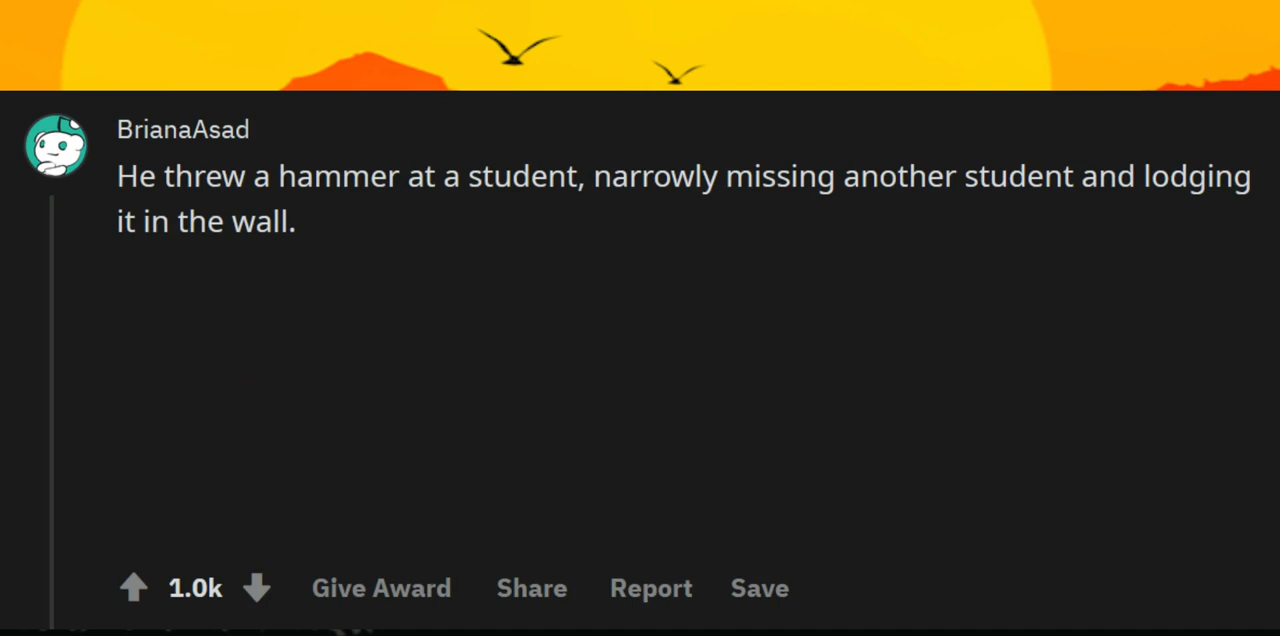 BrianaAsad
He threw a hammer at a student, narrowly missing another student and lodging
it in the wall.
1.0k Give Award Share Report Save